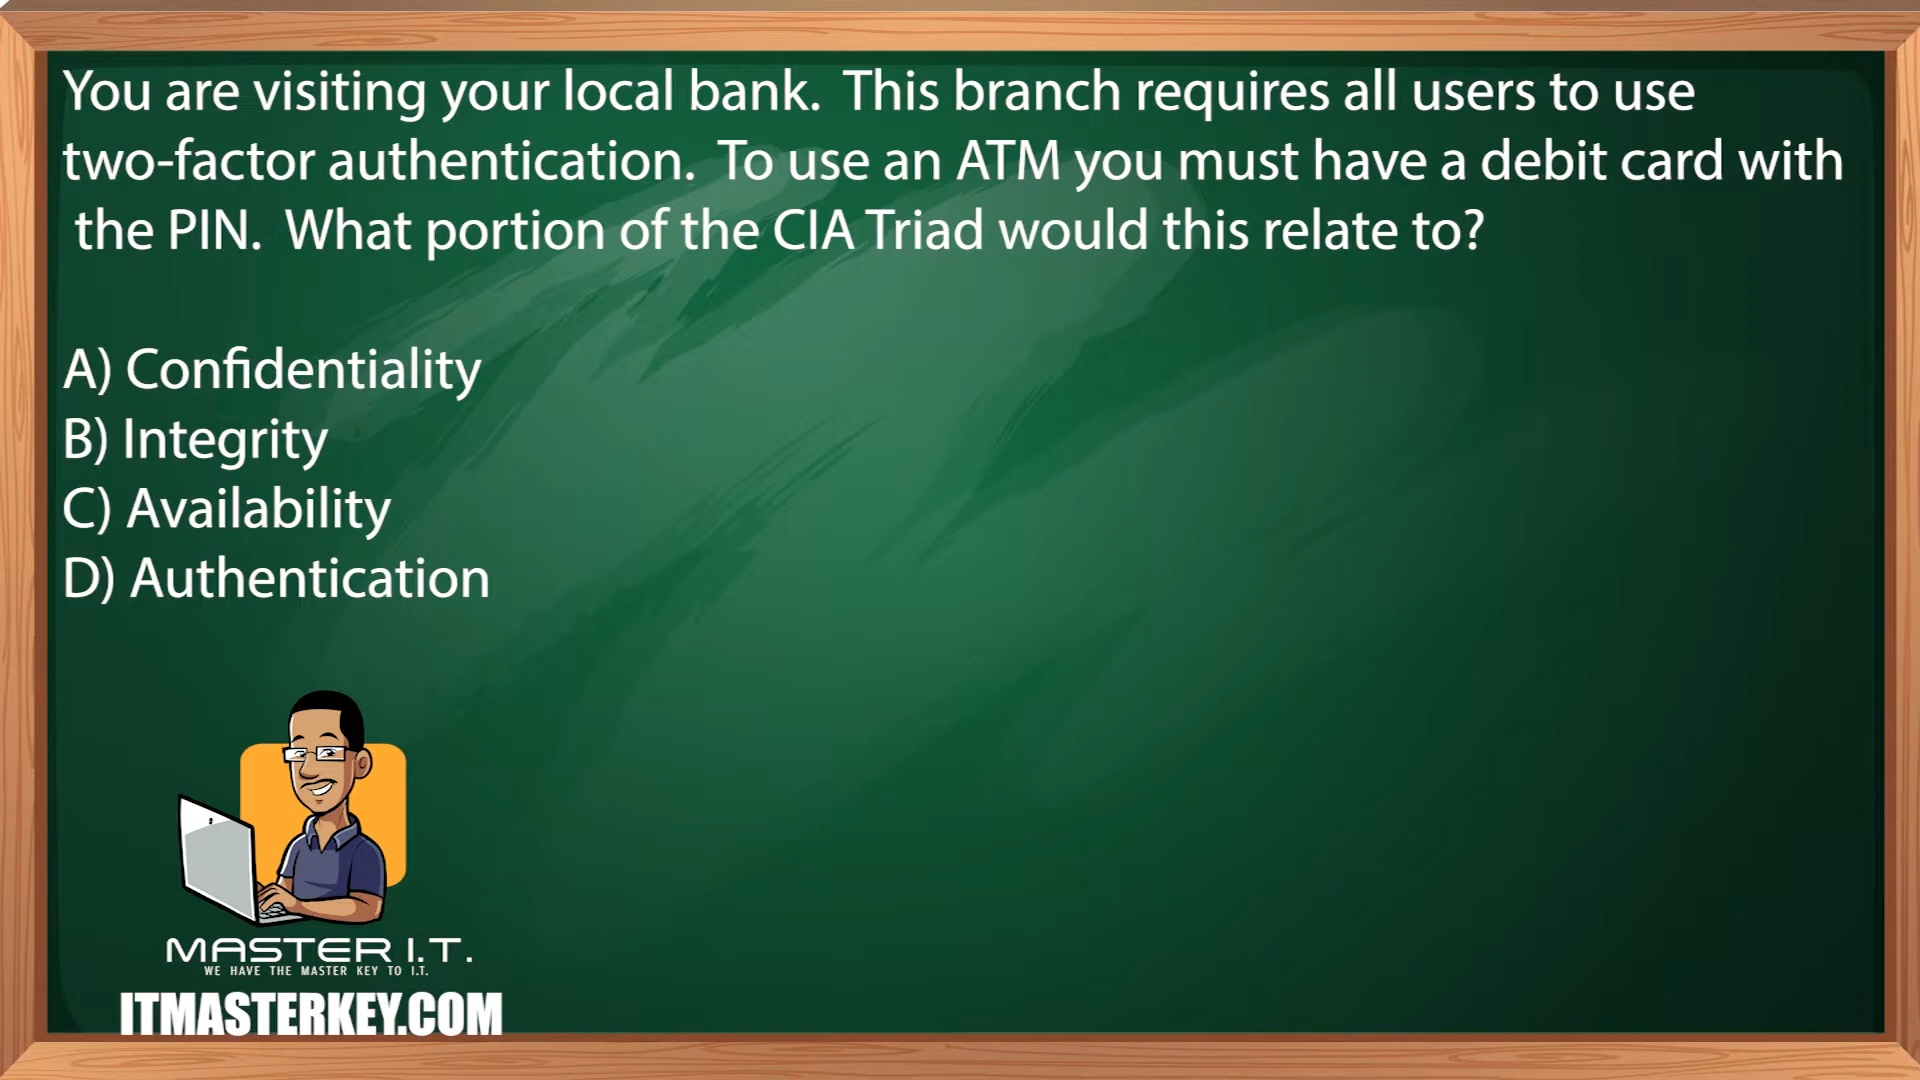 You are visiting your local bank.  This branch requires all users to use
two-factor authentication.  To use an ATM you must have a debit card with
the PIN.  What portion of the CIA Triad would this relate to?
A) Confidentiality
B) Integrity
C) Availability
D) Authentication
MASTER I.T.
WE HAVE THE MASTER KEY TO I.T.
ITMASTERKEY.COM